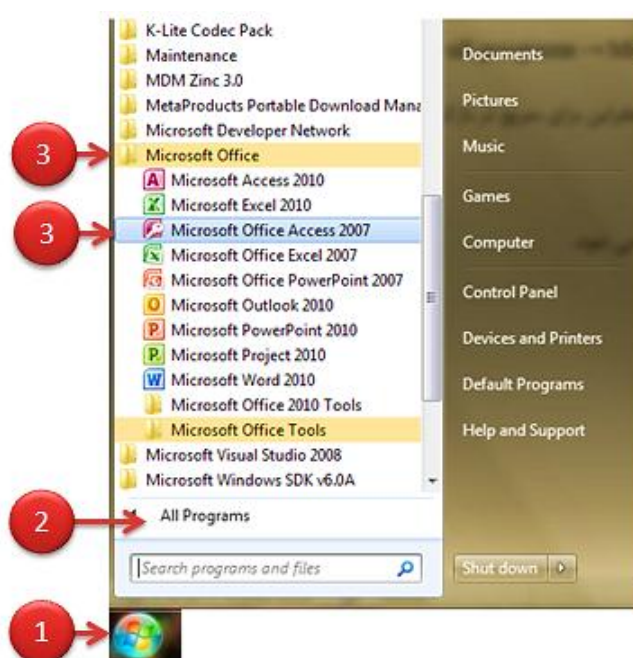 K-Lite Codec Pack
Maintenance
MDM Zinc 3.0
MetaProducts Portable Download Mana
Microsoft Developer Network
3
Microsoft Office
Microsoft Access 2010
Microsoft Excel 2010
3
Microsoft Office Access 2007
Microsoft Office Excel 2007
Microsoft Office PowerPoint 2007
Microsoft Outlook 2010
Microsoft PowerPoint 2010
Microsoft Project 2010
Microsoft Word 2010
Microsoft Office 2010 Tools
Microsoft Office Tools
Microsoft Visual Studio 2008
Microsoft Windows SDK v6.0A
2
All Programs
Search programs and files
1
Documents
Pictures
Music
Games
Computer
Control Panel
Devices and Printers
Default Programs
Help and Support
Shut down